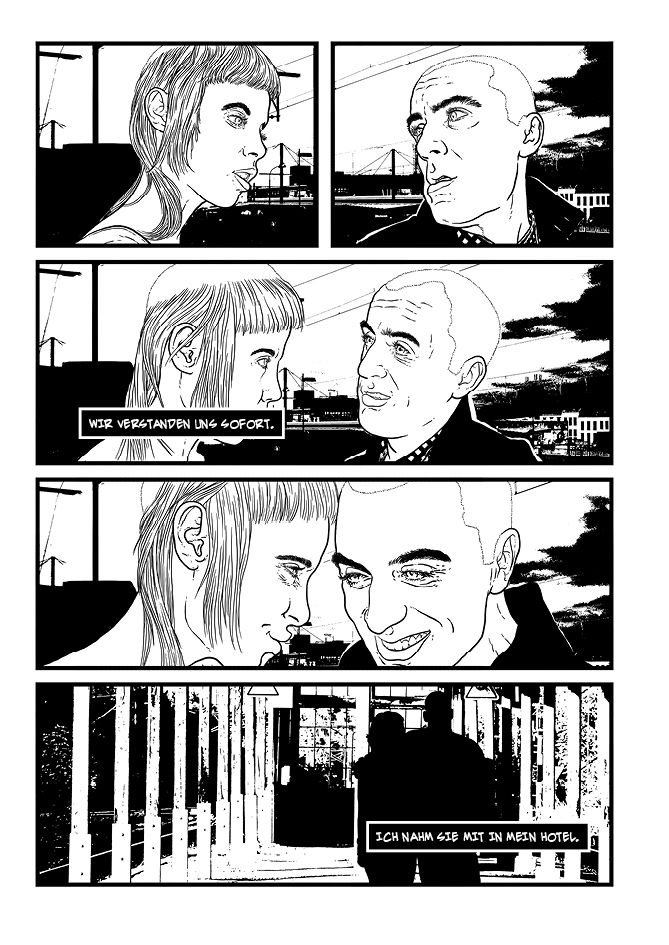 WIR VERSTANDEN UNS SOFORT.
ICH NAHM SIE MIT IN MEIN HOTEL.